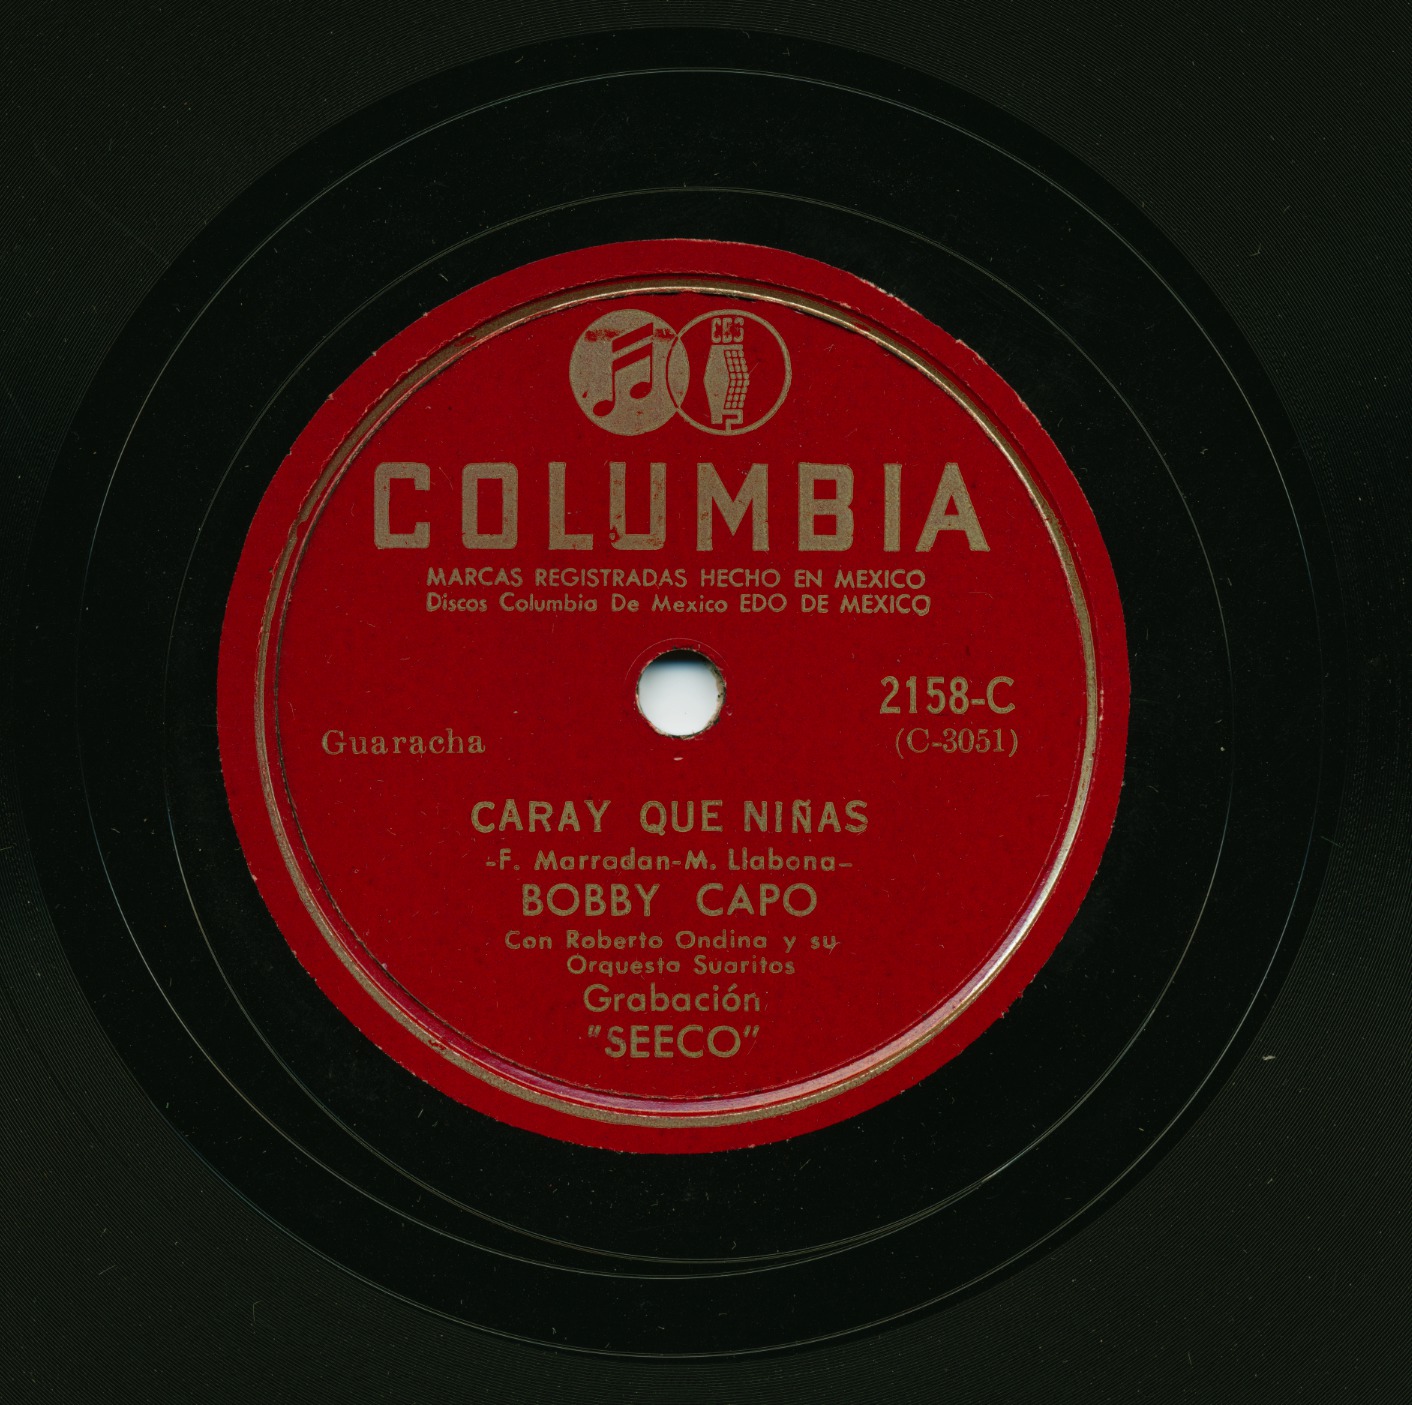 CBS
COLUMBIA
MARCAS REGISTRADAS HECHO EN MEXICO
Discos Columbia De Mexico EDO DE MEXICO
2158-C
Guaracha (C-3051)
CARAY QUE NIÑAS
-F. Marradan-M. Llabona-
BOBBY CAPO
Con Roberto Ondina y su
Orquesta Suaritos
Grabación
"SEECO"